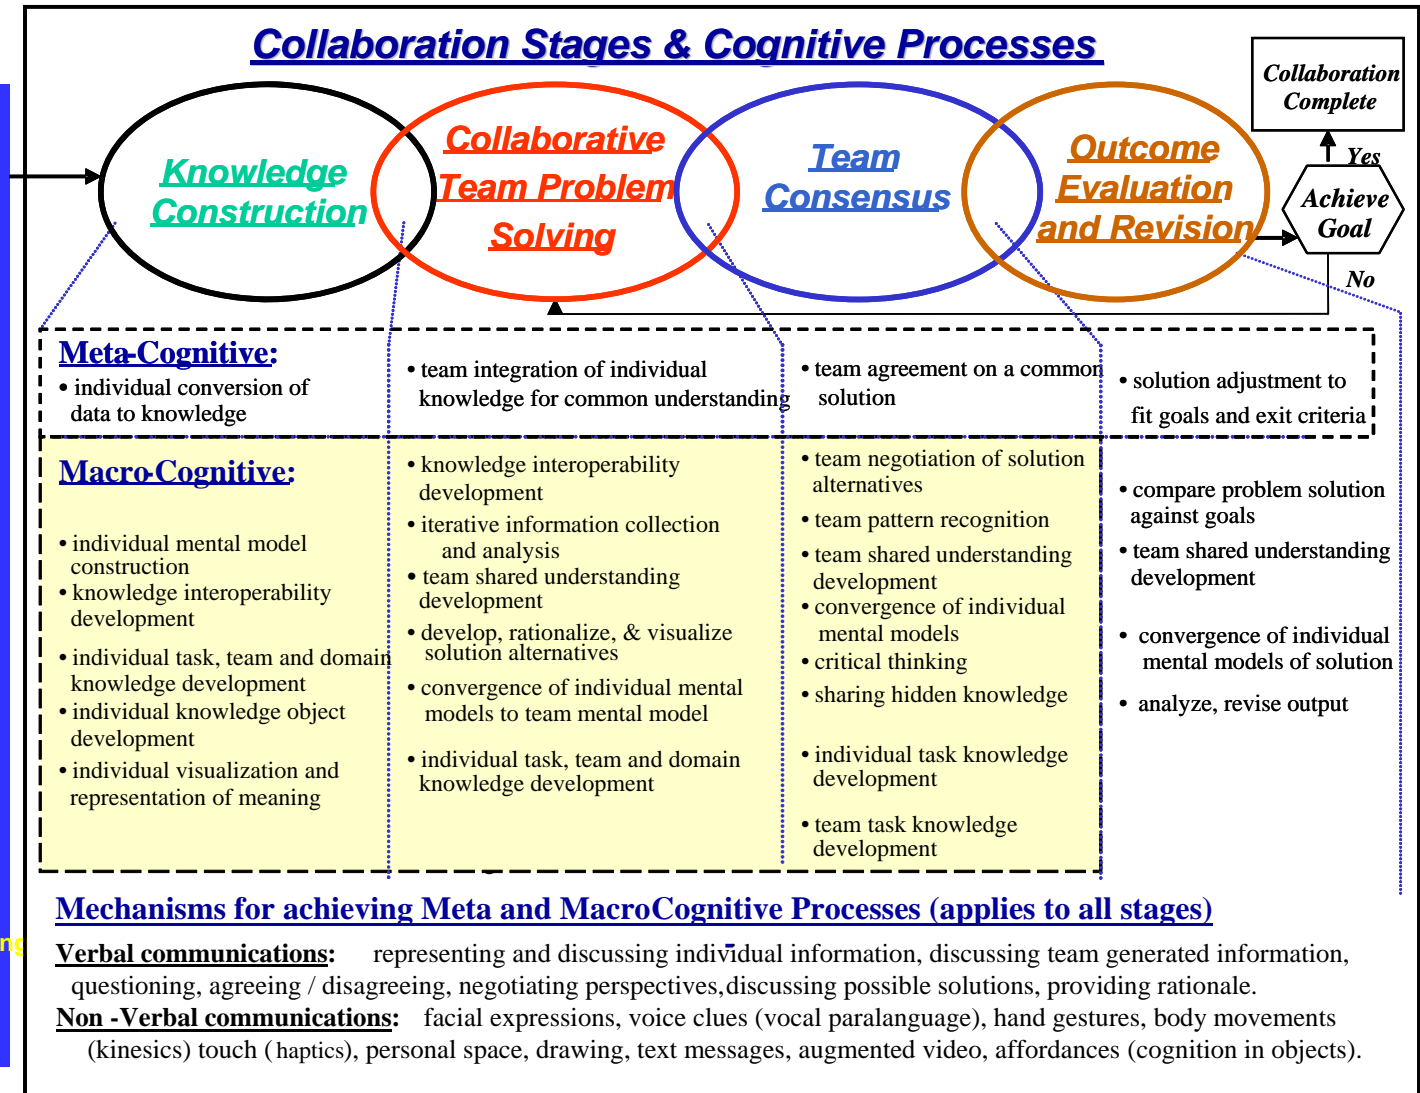 Collaboration Stages & Cognitive Processes
Collaboration
Complete
Knowledge
Construction
Collaborative
Team Problem
Solving
Team
Consensus
Outcome
Evaluation
and Revision
Yes
Achieve
Goal
No
Meta-Cognitive:
• individual conversion of
data to knowledge
• team integration of individual
knowledge for common understanding
• team agreement on a common
solution
• solution adjustment to
fit goals and exit criteria
Macro-Cognitive:
• individual mental model
construction
• knowledge interoperability
development
• individual task, team and domain
knowledge development
• individual knowledge object
development
• individual visualization and
representation of meaning
• knowledge interoperability
development
• iterative information collection
and analysis
• team shared understanding
development
• develop, rationalize, & visualize
solution alternatives
• convergence of individual mental
models to team mental model
• individual task, team and domain
knowledge development
• team negotiation of solution
alternatives
• team pattern recognition
• team shared understanding
development
• convergence of individual
mental models
• critical thinking
• sharing hidden knowledge
• individual task knowledge
development
• team task knowledge
development
• compare problem solution
against goals
• team shared understanding
development
• convergence of individual
mental models of solution
• analyze, revise output
Mechanisms for achieving Meta and MacroCognitive Processes (applies to all stages)
-
Verbal communications: representing and discussing individual information, discussing team generated information,
questioning, agreeing / disagreeing, negotiating perspectives, discussing possible solutions, providing rationale.
Non -Verbal communications: facial expressions, voice clues (vocal paralanguage), hand gestures, body movements
(kinesics) touch (haptics), personal space, drawing, text messages, augmented video, affordances (cognition in objects).